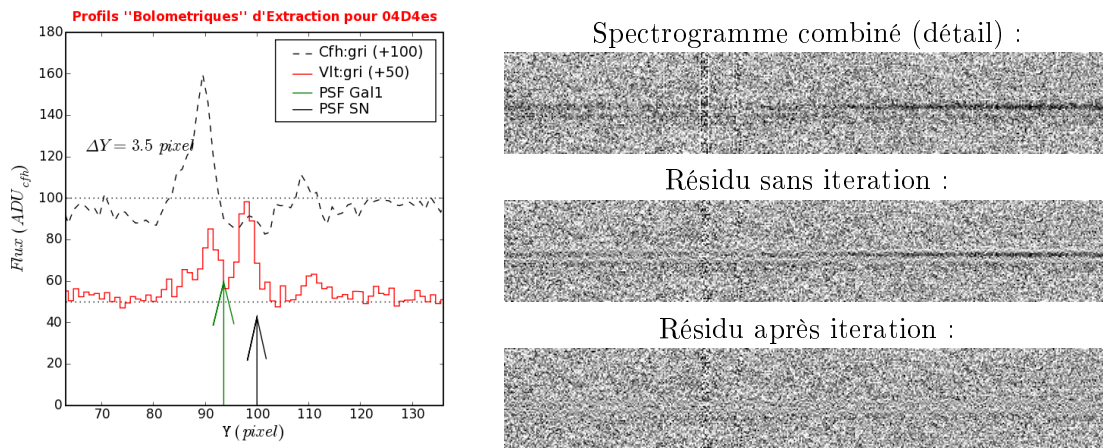 Profils ''Bolometriques'' d'Extraction pour 04D4es
180
160
140
120
100
80
60
40
20
0
Flux ( ADU_cfh )
ΔY = 3.5 pixel
Cfh:gri (+100)
Vlt:gri (+50)
PSF Gal1
PSF SN
70 80 90 100 110 120 130
Y ( pixel )
Spectrogramme combiné (détail) :
Résidu sans iteration :
Résidu après iteration :